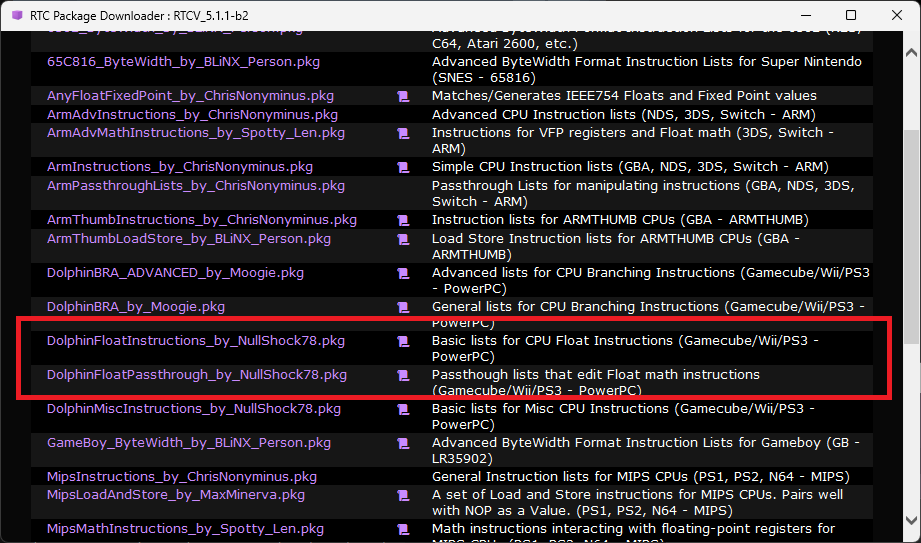 RTC Package Downloader : RTCV_5.1.1-b2
C64, Atari 2600, etc.)
65C816_ByteWidth_by_BLiNX_Person.pkg
Advanced ByteWidth Format Instruction Lists for Super Nintendo
(SNES - 65816)
AnyFloatFixedPoint_by_ChrisNonyminus.pkg
Matches/Generates IEEE754 Floats and Fixed Point values
ArmAdvInstructions_by_ChrisNonyminus.pkg
Advanced CPU Instruction lists (NDS, 3DS, Switch - ARM)
ArmAdvMathInstructions_by_Spotty_Len.pkg
Instructions for VFP registers and Float math (3DS, Switch -
ARM)
ArmInstructions_by_ChrisNonyminus.pkg
Simple CPU Instruction lists (GBA, NDS, 3DS, Switch - ARM)
ArmPassthroughLists_by_ChrisNonyminus.pkg
Passthrough Lists for manipulating instructions (GBA, NDS, 3DS,
Switch - ARM)
ArmThumbInstructions_by_ChrisNonyminus.pkg
Instruction lists for ARMTHUMB CPUs (GBA - ARMTHUMB)
ArmThumbLoadStore_by_BLiNX_Person.pkg
Load Store Instruction lists for ARMTHUMB CPUs (GBA -
ARMTHUMB)
DolphinBRA_ADVANCED_by_Moogie.pkg
Advanced lists for CPU Branching Instructions (Gamecube/Wii/PS3
- PowerPC)
DolphinBRA_by_Moogie.pkg
General lists for CPU Branching Instructions (Gamecube/Wii/PS3 -
PowerPC)
DolphinFloatInstructions_by_NullShock78.pkg
Basic lists for CPU Float Instructions (Gamecube/Wii/PS3 -
PowerPC)
DolphinFloatPassthrough_by_NullShock78.pkg
Passthough lists that edit Float math instructions
(Gamecube/Wii/PS3 - PowerPC)
DolphinMiscInstructions_by_NullShock78.pkg
Basic lists for Misc CPU Instructions (Gamecube/Wii/PS3 -
PowerPC)
GameBoy_ByteWidth_by_BLiNX_Person.pkg
Advanced ByteWidth Format Instruction Lists for Gameboy (GB -
LR35902)
MipsInstructions_by_ChrisNonyminus.pkg
General Instruction lists for MIPS CPUs (PS1, PS2, N64 - MIPS)
MipsLoadAndStore_by_MaxMinerva.pkg
A set of Load and Store instructions for MIPS CPUs. Pairs well
with NOP as a Value. (PS1, PS2, N64 - MIPS)
MipsMathInstructions_by_Spotty_Len.pkg
Math instructions interacting with floating-point registers for
MIPS CPU (PS1, PS2, N64 - MIPS)